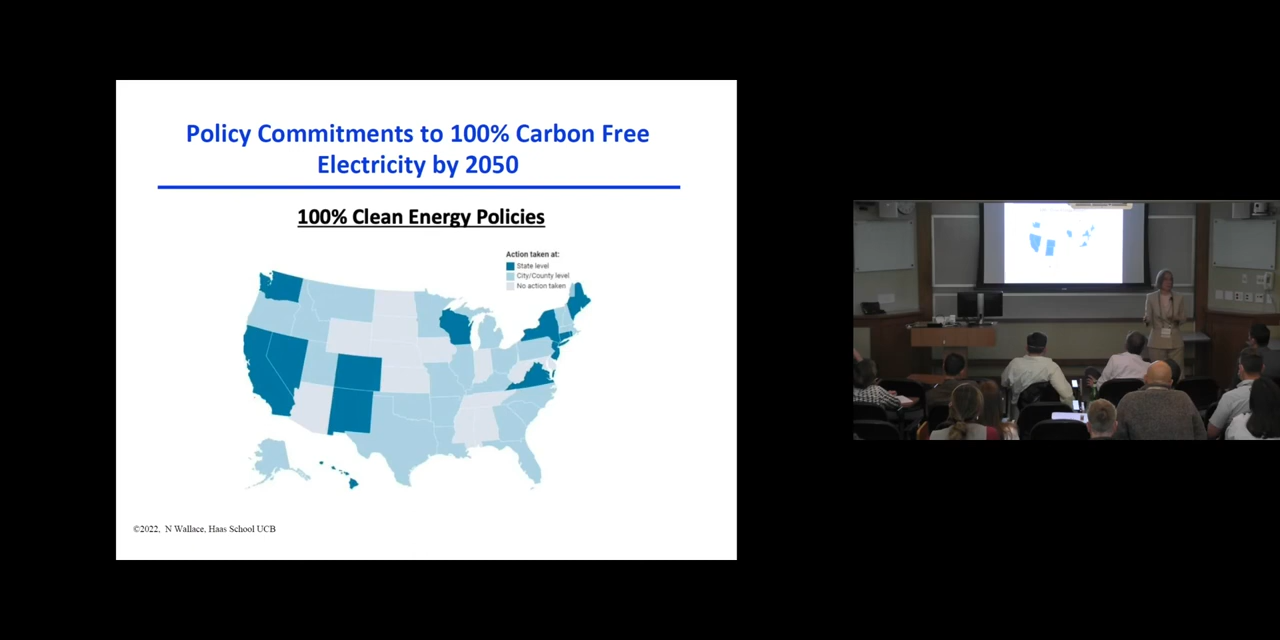 Policy Commitments to 100% Carbon Free
Electricity by 2050
100% Clean Energy Policies
Action taken at:
State level
City/County level
No action taken
©2022, N Wallace, Haas School UCB